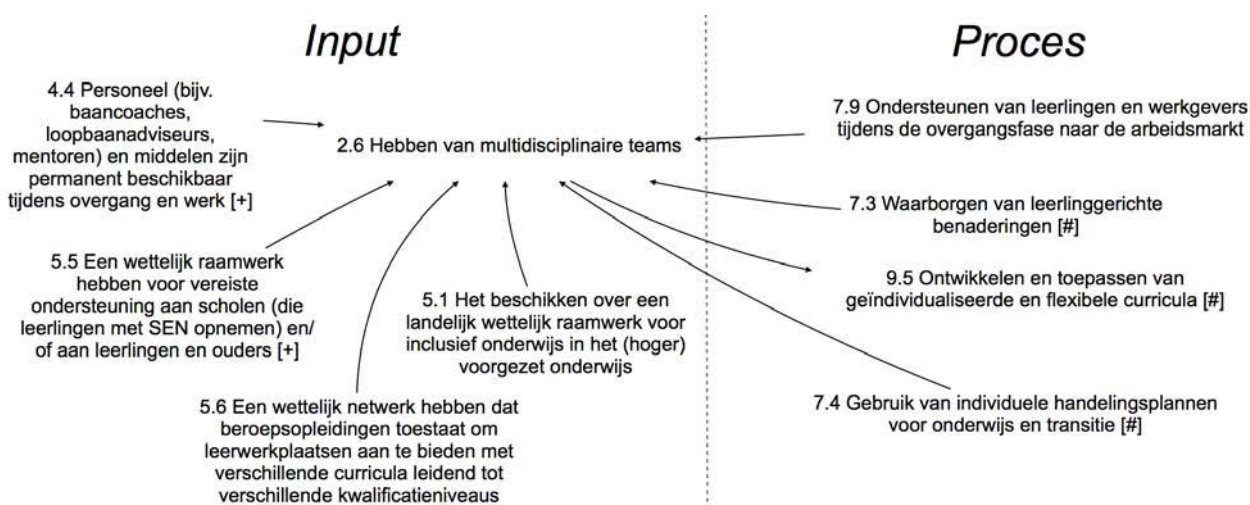 Input
Proces
4.4 Personeel (bijv.
baancoaches,
loopbaanadviseurs,
mentoren) en middelen zijn
permanent beschikbaar
tijdens overgang en werk [+]
2.6 Hebben van multidisciplinaire teams
7.9 Ondersteunen van leerlingen en werkgevers
tijdens de overgangsfase naar de arbeidsmarkt
7.3 Waarborgen van leerlinggerichte
benaderingen [#]
5.5 Een wettelijk raamwerk
hebben voor vereiste
ondersteuning aan scholen (die
leerlingen met SEN opnemen) en/
of aan leerlingen en ouders [+]
5.1 Het beschikken over een
landelijk wettelijk raamwerk voor
inclusief onderwijs in het (hoger)
voorgezet onderwijs
9.5 Ontwikkelen en toepassen van
geïndividualiseerde en flexibele curricula [#]
5.6 Een wettelijk netwerk hebben dat
beroepsopleidingen toestaat om
leerwerkplaatsen aan te bieden met
verschillende curricula leidend tot
verschillende kwalificatieniveaus
7.4 Gebruik van individuele handelingsplannen
voor onderwijs en transitie [#]